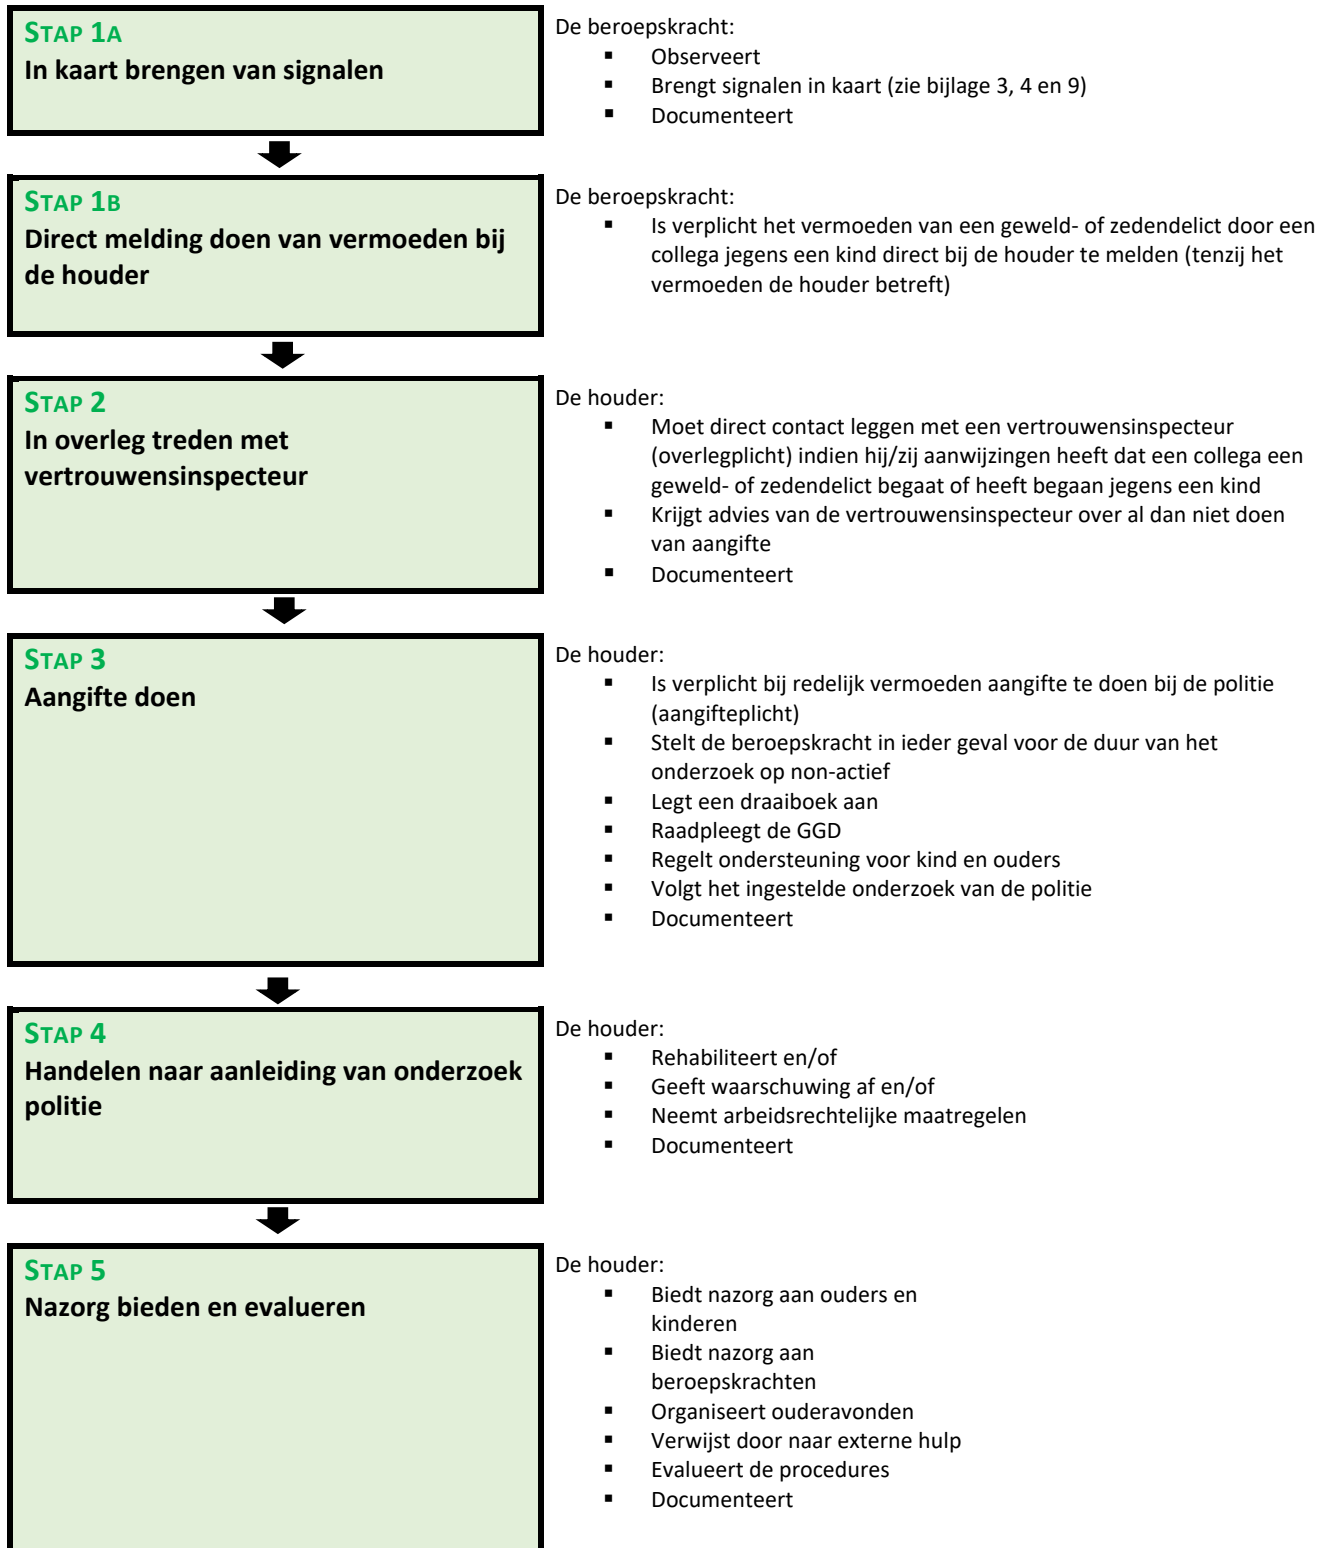 STAP 1A
In kaart brengen van signalen
De beroepskracht:
▪ Observeert
▪ Brengt signalen in kaart (zie bijlage 3, 4 en 9)
▪ Documenteert
STAP 1B
Direct melding doen van vermoeden bij
de houder
De beroepskracht:
▪ Is verplicht het vermoeden van een geweld- of zedendelict door een
collega jegens een kind direct bij de houder te melden (tenzij het
vermoeden de houder betreft)
STAP 2
In overleg treden met
vertrouwensinspecteur
De houder:
▪ Moet direct contact leggen met een vertrouwensinspecteur
(overlegplicht) indien hij/zij aanwijzingen heeft dat een collega een
geweld- of zedendelict begaat of heeft begaan jegens een kind
▪ Krijgt advies van de vertrouwensinspecteur over al dan niet doen
van aangifte
▪ Documenteert
STAP 3
Aangifte doen
De houder:
▪ Is verplicht bij redelijk vermoeden aangifte te doen bij de politie
(aangifteplicht)
▪ Stelt de beroepskracht in ieder geval voor de duur van het
onderzoek op non-actief
▪ Legt een draaiboek aan
▪ Raadpleegt de GGD
▪ Regelt ondersteuning voor kind en ouders
▪ Volgt het ingestelde onderzoek van de politie
▪ Documenteert
STAP 4
Handelen naar aanleiding van onderzoek
politie
De houder:
▪ Rehabiliteert en/of
▪ Geeft waarschuwing af en/of
▪ Neemt arbeidsrechtelijke maatregelen
▪ Documenteert
STAP 5
Nazorg bieden en evalueren
De houder:
▪ Biedt nazorg aan ouders en
kinderen
▪ Biedt nazorg aan
beroepskrachten
▪ Organiseert ouderavonden
▪ Verwijst door naar externe hulp
▪ Evalueert de procedures
▪ Documenteert